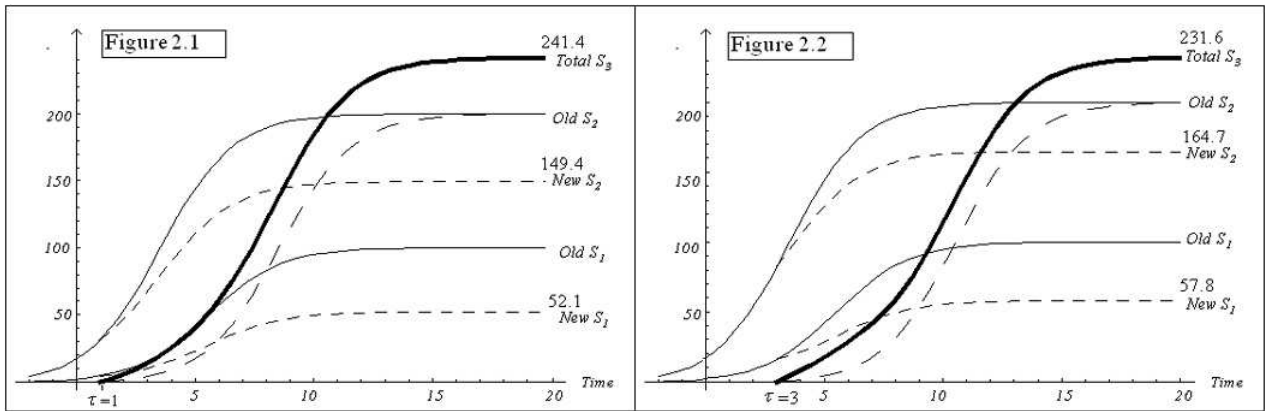 Figure 2.1
241.4
Total S3
200
Old S2
149.4
150
New S2
100
Old S1
52.1
50
New S1
Time
5 10 15 20
τ=1
Figure 2.2
231.6
Total S3
200
Old S2
164.7
150
New S2
100
Old S1
57.8
50
New S1
Time
5 10 15 20
τ=3